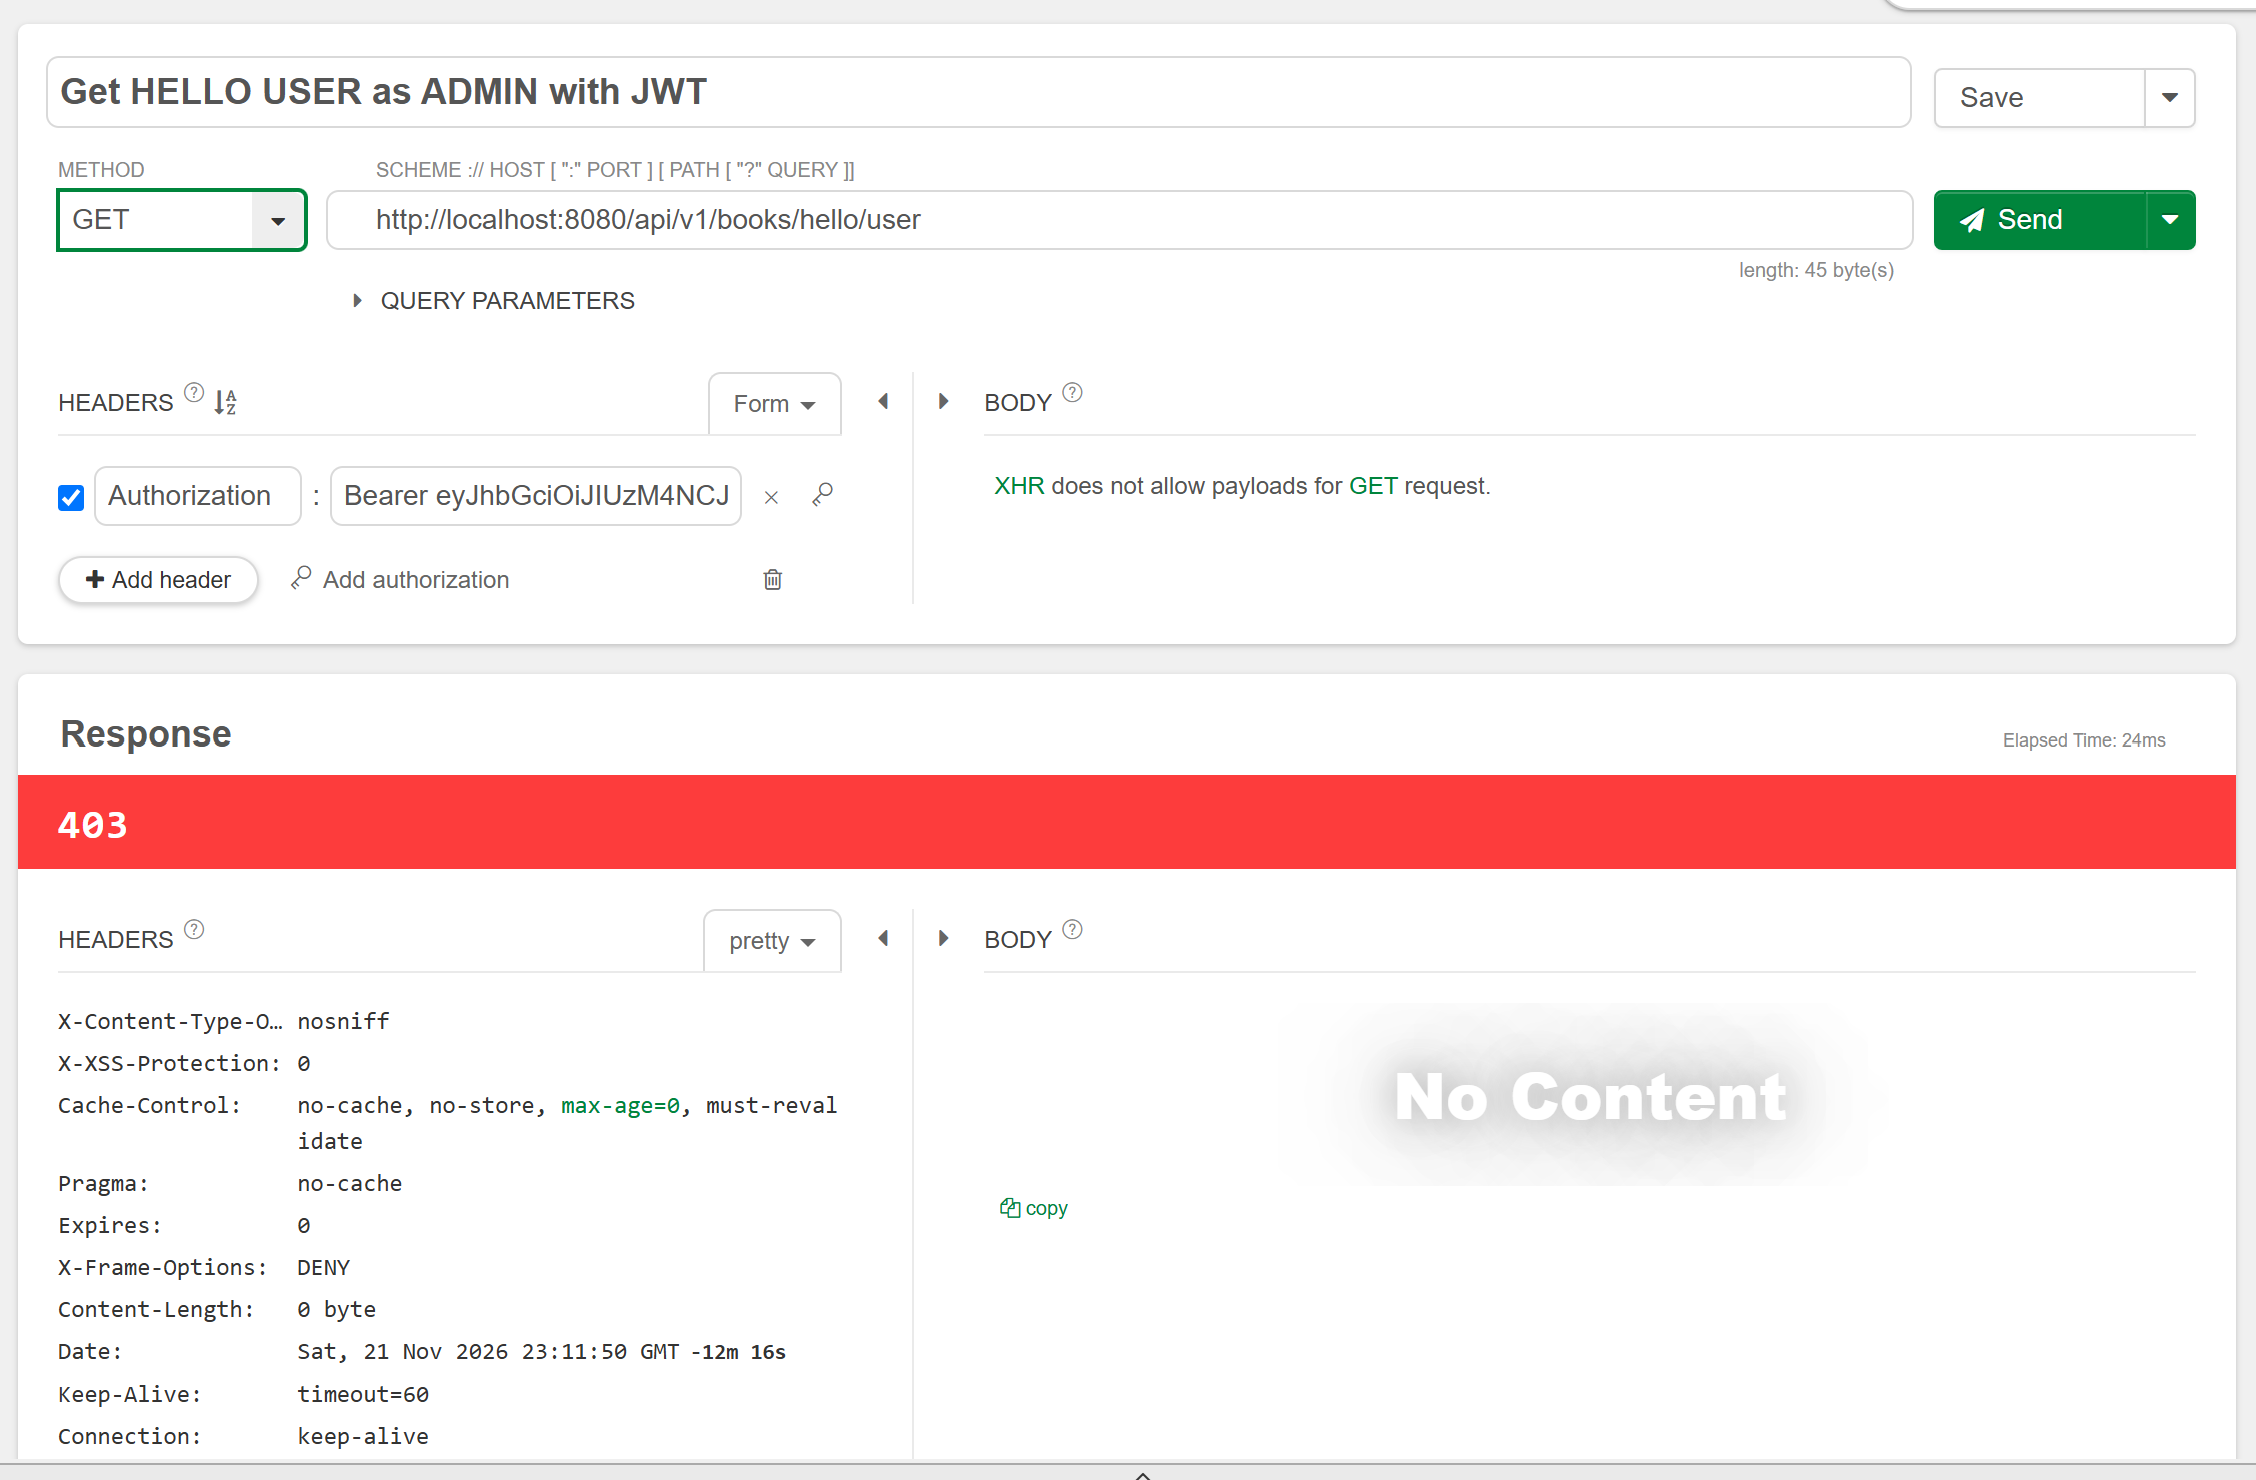 Get HELLO USER as ADMIN with JWT
Save
METHOD
SCHEME :// HOST [ ":" PORT ] [ PATH [ "?" QUERY ]]
GET
http://localhost:8080/api/v1/books/hello/user
Send
length: 45 byte(s)
QUERY PARAMETERS
HEADERS ? AZ
Form
BODY ?
Authorization : Bearer eyJhbGciOiJIUzM4NCJ ×
XHR does not allow payloads for GET request.
+ Add header
Add authorization
Response
Elapsed Time: 24ms
403
HEADERS ?
pretty
BODY ?
X-Content-Type-O… nosniff
X-XSS-Protection: 0
Cache-Control: no-cache, no-store, max-age=0, must-reval
idate
Pragma: no-cache
Expires: 0
X-Frame-Options: DENY
Content-Length: 0 byte
Date: Sat, 21 Nov 2026 23:11:50 GMT -12m 16s
Keep-Alive: timeout=60
Connection: keep-alive
No Content
copy